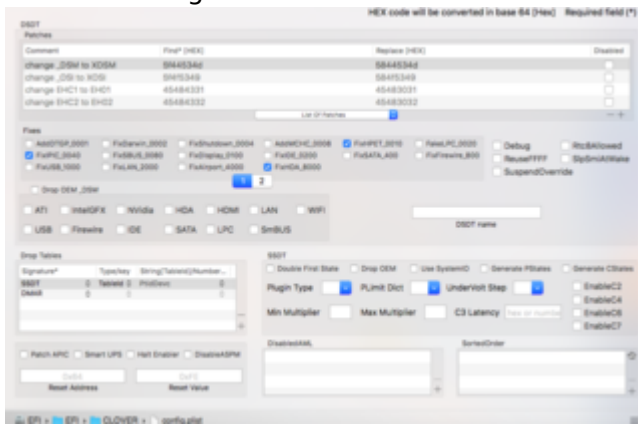 HEX code will be converted in base 64 [Hex] Required field (*)
DSDT
Patches
Comment Find* [HEX] Replace [HEX] Disabled
change _DSM to XDSM 5f44534d 5844534d
change _OSI to XOSI 5f4f5349 584f5349
change EHC1 to EH01 45484331 45483031
change EHC2 to EH02 45484332 45483032
List Of Patches
Fixes
AddDTGP_0001 FixDarwin_0002 FixShutdown_0004 AddMCHC_0008 FixHPET_0010 FakeLPC_0020 Debug Rtc8Allowed
FixIPIC_0040 FixSBUS_0080 FixDisplay_0100 FixIDE_0200 FixSATA_400 FixFirewire_800 ReuseFFFF SlpSmiAtWake
FixUSB_1000 FixLAN_2000 FixAirport_4000 FixHDA_8000 SuspendOverride
1 2
Drop OEM _DSM
ATI IntelGFX NVidia HDA HDMI LAN WIFI
USB Firewire IDE SATA LPC SmBUS
DSDT name
Drop Tables SSDT
Signature* Type/key String[TableId]/Number...
SSDT TableId
DMAR 0
Double First State Drop OEM Use SystemIO Generate PStates Generate CStates
Plugin Type PLimit Dict UnderVolt Step EnableC2
EnableC4
Min Multiplier Max Multiplier C3 Latency EnableC6
EnableC7
Patch APIC Smart UPS Halt Enabler DisableASPM
Reset Address Reset Value
DisabledAML SortedOrder
EFI EFI CLOVER config.plist